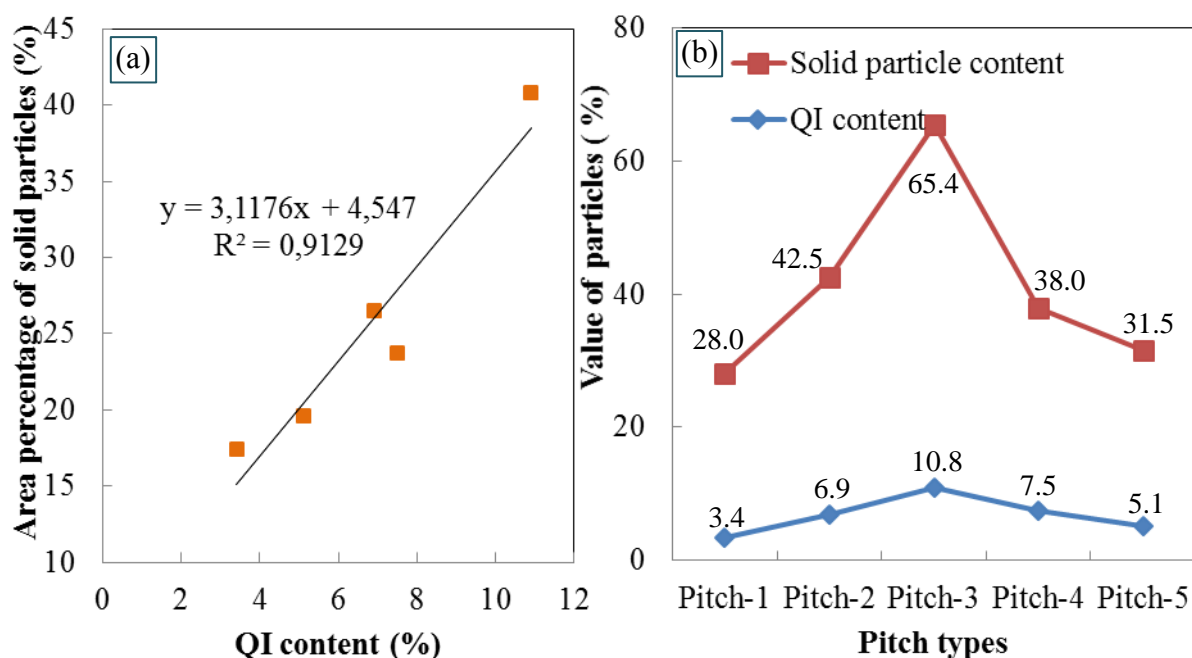 (a)
Area percentage of solid particles (%)
45
40
35
30
25
20
15
10
y = 3,1176x + 4,547
R² = 0,9129
0 2 4 6 8 10 12
QI content (%)
(b)
Value of particles ( %)
80
60
40
20
0
Solid particle content
QI content
28.0
42.5
65.4
38.0
31.5
3.4
6.9
10.8
7.5
5.1
Pitch-1 Pitch-2 Pitch-3 Pitch-4 Pitch-5
Pitch types